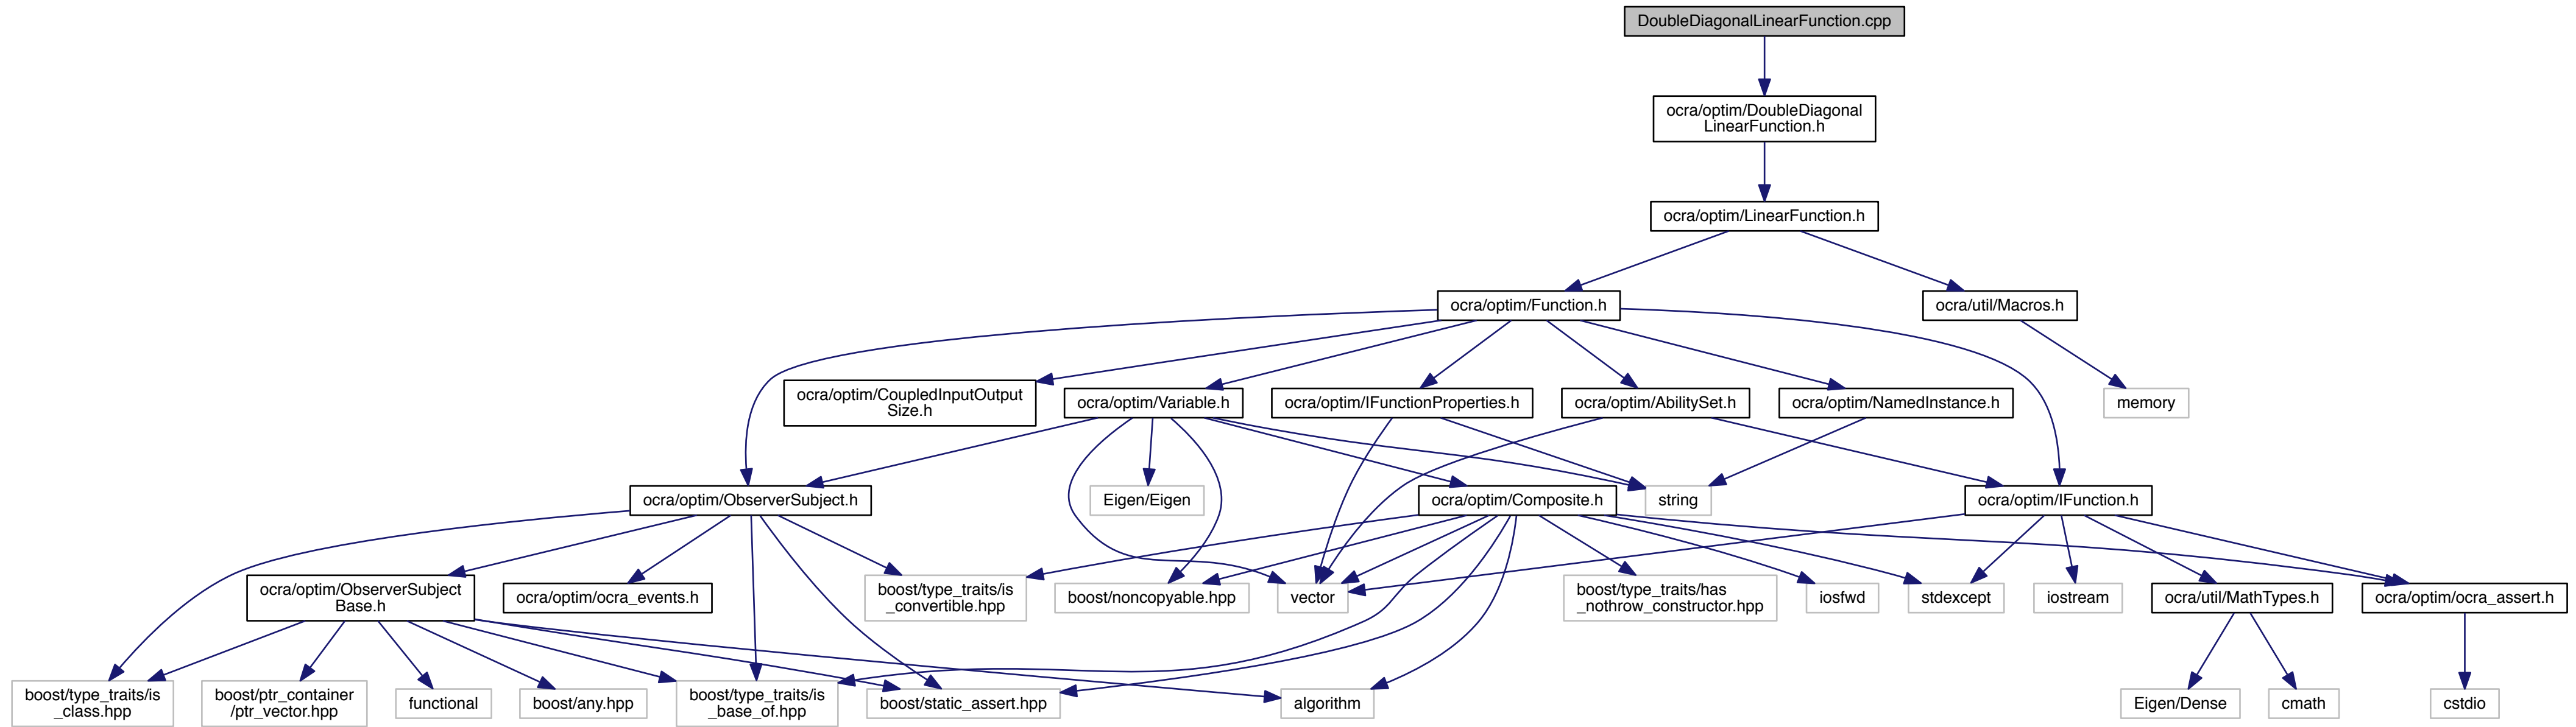 DoubleDiagonalLinearFunction.cpp
ocra/optim/DoubleDiagonal
LinearFunction.h
ocra/optim/LinearFunction.h
ocra/optim/Function.h
ocra/util/Macros.h
ocra/optim/CoupledInputOutput
Size.h
ocra/optim/Variable.h
ocra/optim/IFunctionProperties.h
ocra/optim/AbilitySet.h
ocra/optim/NamedInstance.h
memory
ocra/optim/ObserverSubject.h
Eigen/Eigen
ocra/optim/Composite.h
string
ocra/optim/IFunction.h
ocra/optim/ObserverSubject
Base.h
ocra/optim/ocra_events.h
boost/type_traits/is
_convertible.hpp
boost/noncopyable.hpp
vector
boost/type_traits/has
_nothrow_constructor.hpp
iosfwd
stdexcept
iostream
ocra/util/MathTypes.h
ocra/optim/ocra_assert.h
boost/type_traits/is
_class.hpp
boost/ptr_container
/ptr_vector.hpp
functional
boost/any.hpp
boost/type_traits/is
_base_of.hpp
boost/static_assert.hpp
algorithm
Eigen/Dense
cmath
cstdio